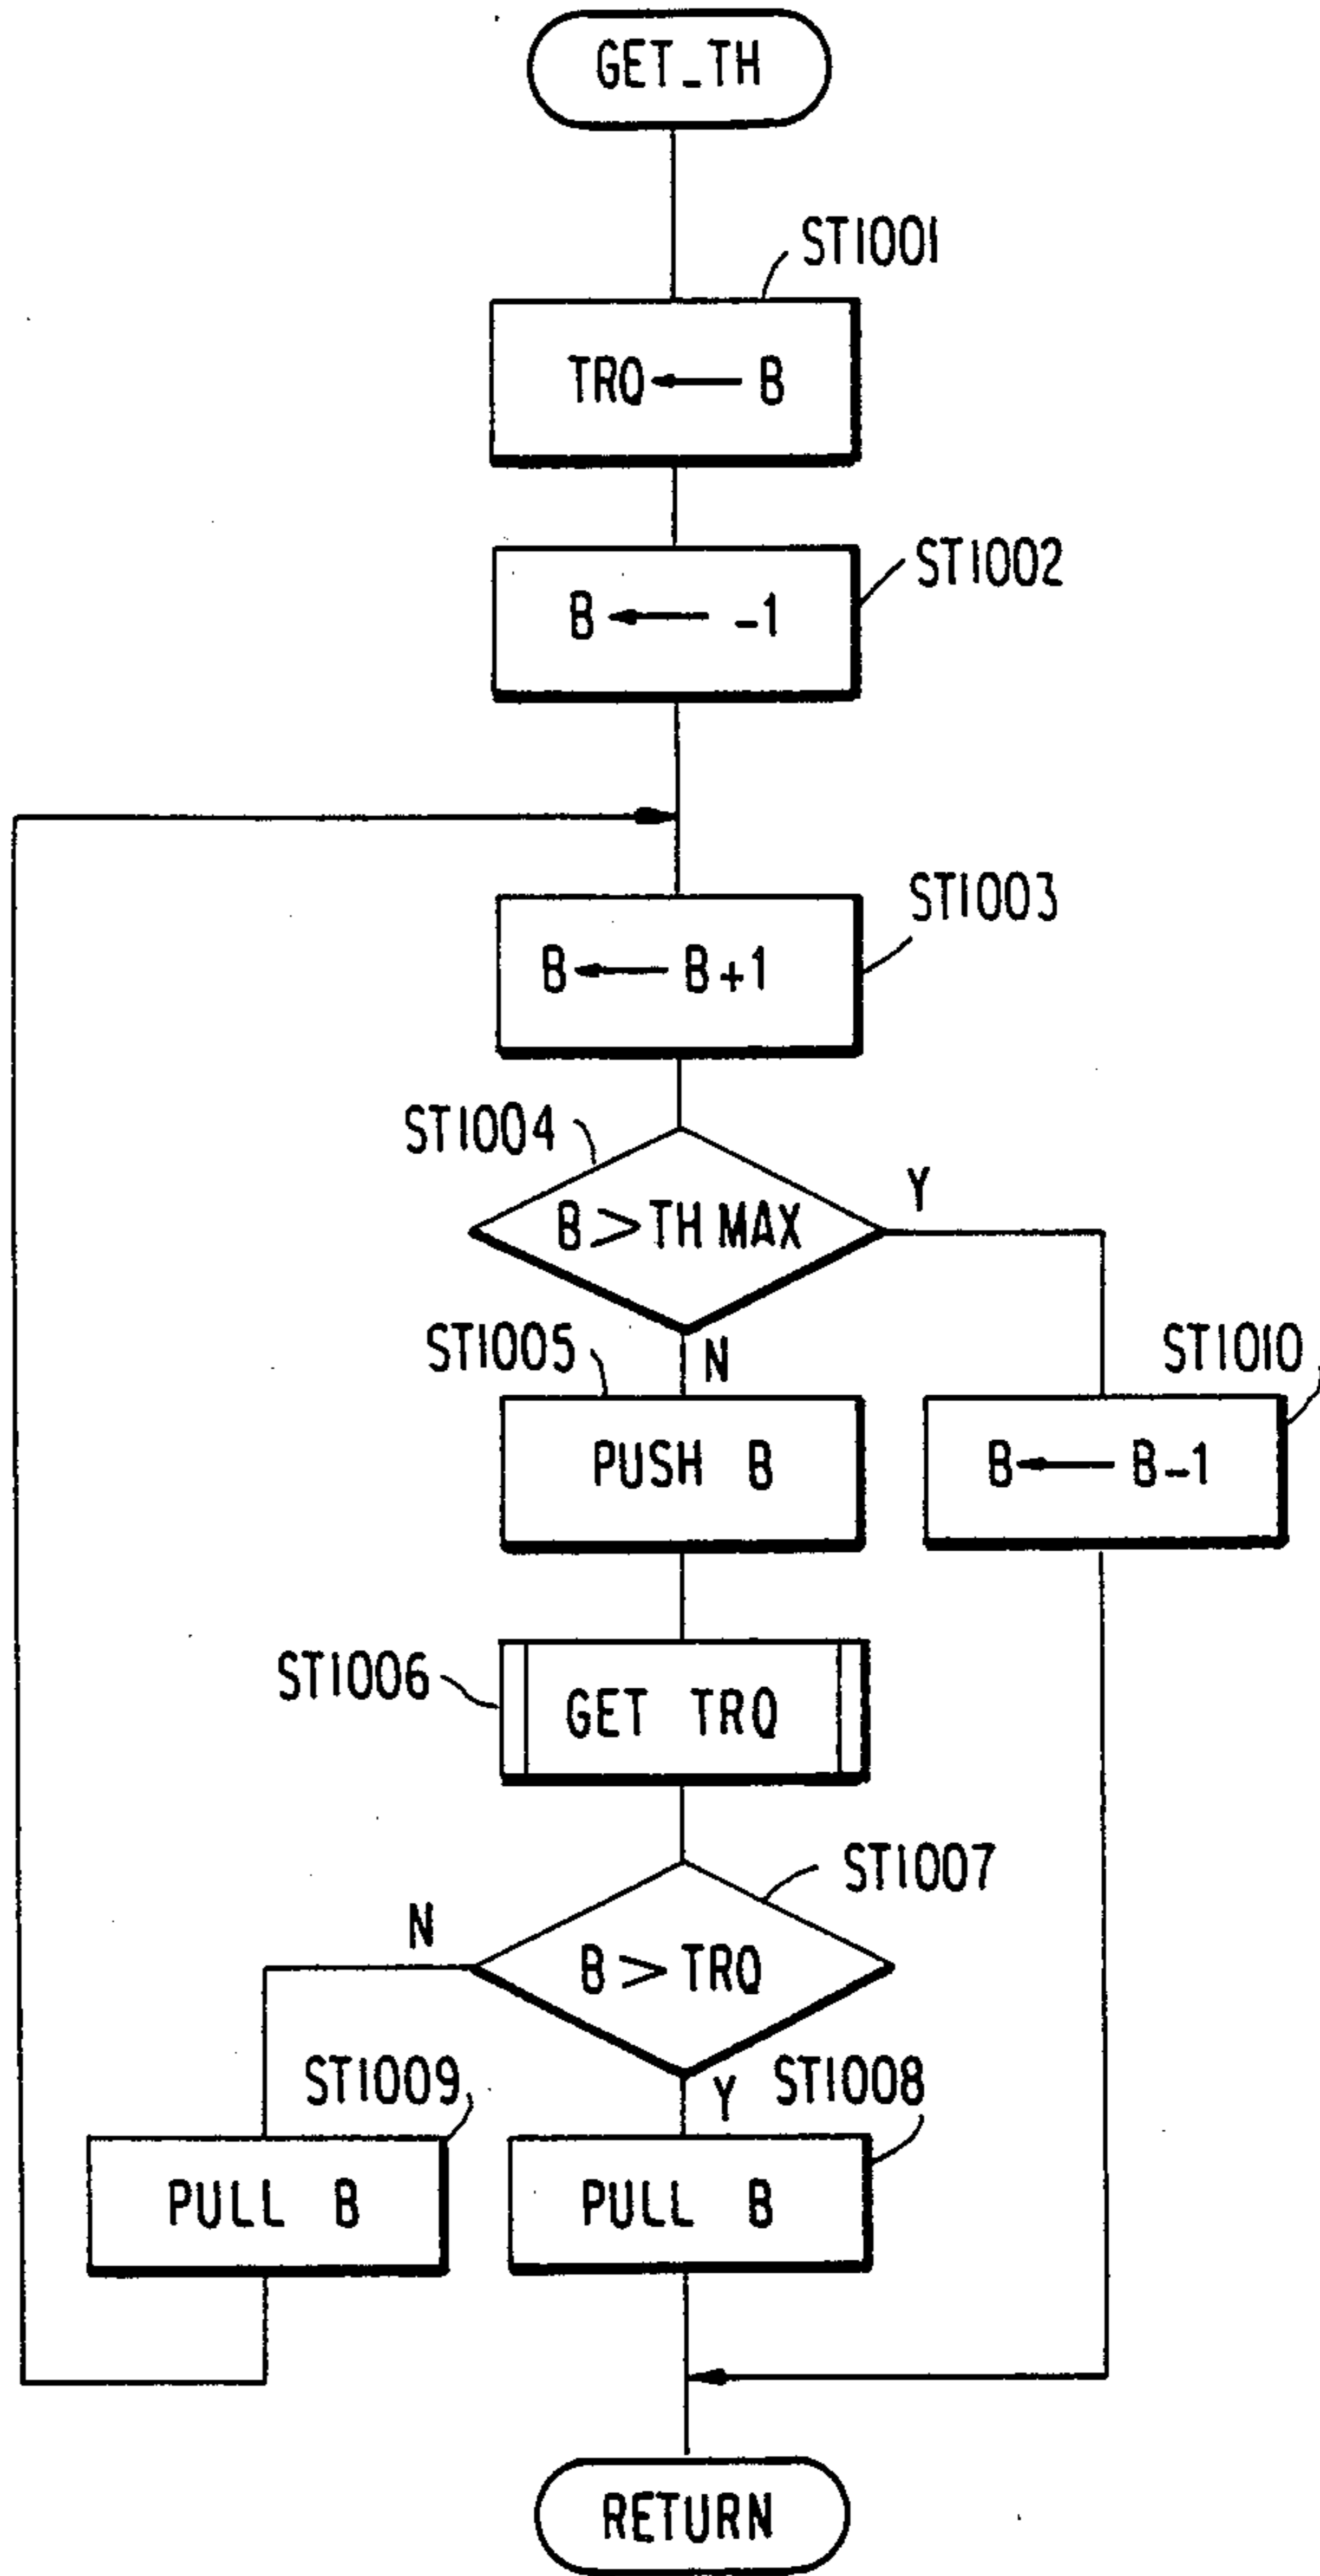 GET_TH
ST1001
TRQ ← B
ST1002
B ← -1
ST1003
B ← B+1
ST1004
B > TH MAX
Y
N
ST1005
PUSH B
ST1010
B ← B-1
ST1006
GET TRQ
ST1007
B > TRQ
N
Y
ST1009
PULL B
ST1008
PULL B
RETURN